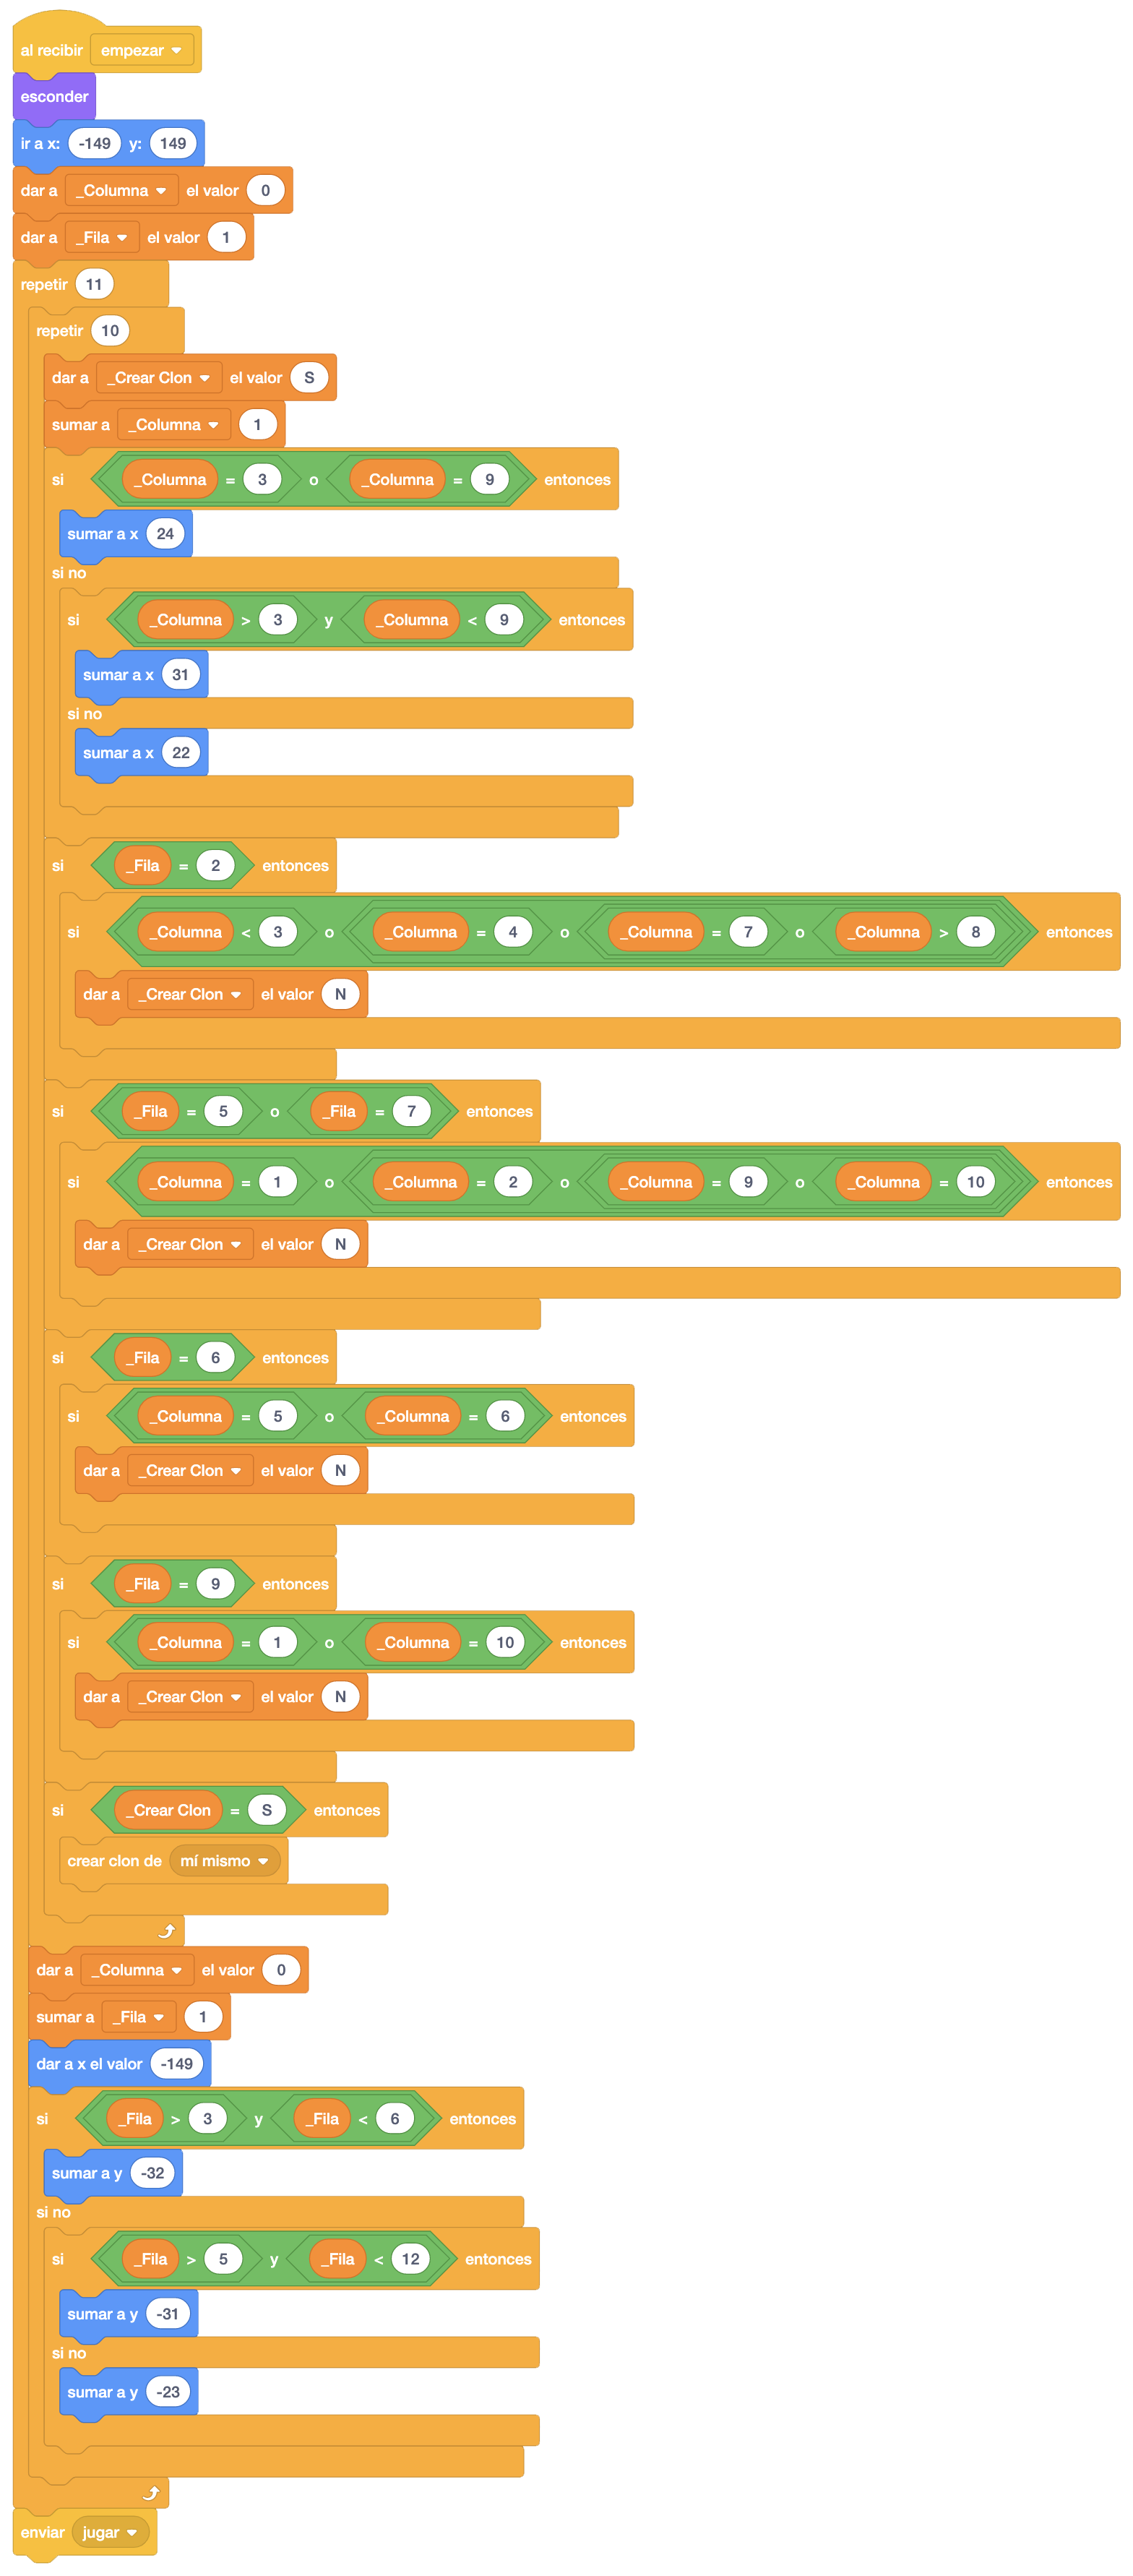 al recibir empezar
esconder
ir a x: -149 y: 149
dar a _Columna el valor 0
dar a _Fila el valor 1
repetir 11
repetir 10
dar a _Crear Clon el valor S
sumar a _Columna 1
si _Columna = 3 o _Columna = 9 entonces
sumar a x 24
si no
si _Columna > 3 y _Columna < 9 entonces
sumar a x 31
si no
sumar a x 22
si _Fila = 2 entonces
si _Columna < 3 o _Columna = 4 o _Columna = 7 o _Columna > 8 entonces
dar a _Crear Clon el valor N
si _Fila = 5 o _Fila = 7 entonces
si _Columna = 1 o _Columna = 2 o _Columna = 9 o _Columna = 10 entonces
dar a _Crear Clon el valor N
si _Fila = 6 entonces
si _Columna = 5 o _Columna = 6 entonces
dar a _Crear Clon el valor N
si _Fila = 9 entonces
si _Columna = 1 o _Columna = 10 entonces
dar a _Crear Clon el valor N
si _Crear Clon = S entonces
crear clon de mí mismo
dar a _Columna el valor 0
sumar a _Fila 1
dar a x el valor -149
si _Fila > 3 y _Fila < 6 entonces
sumar a y -32
si no
si _Fila > 5 y _Fila < 12 entonces
sumar a y -31
si no
sumar a y -23
enviar jugar